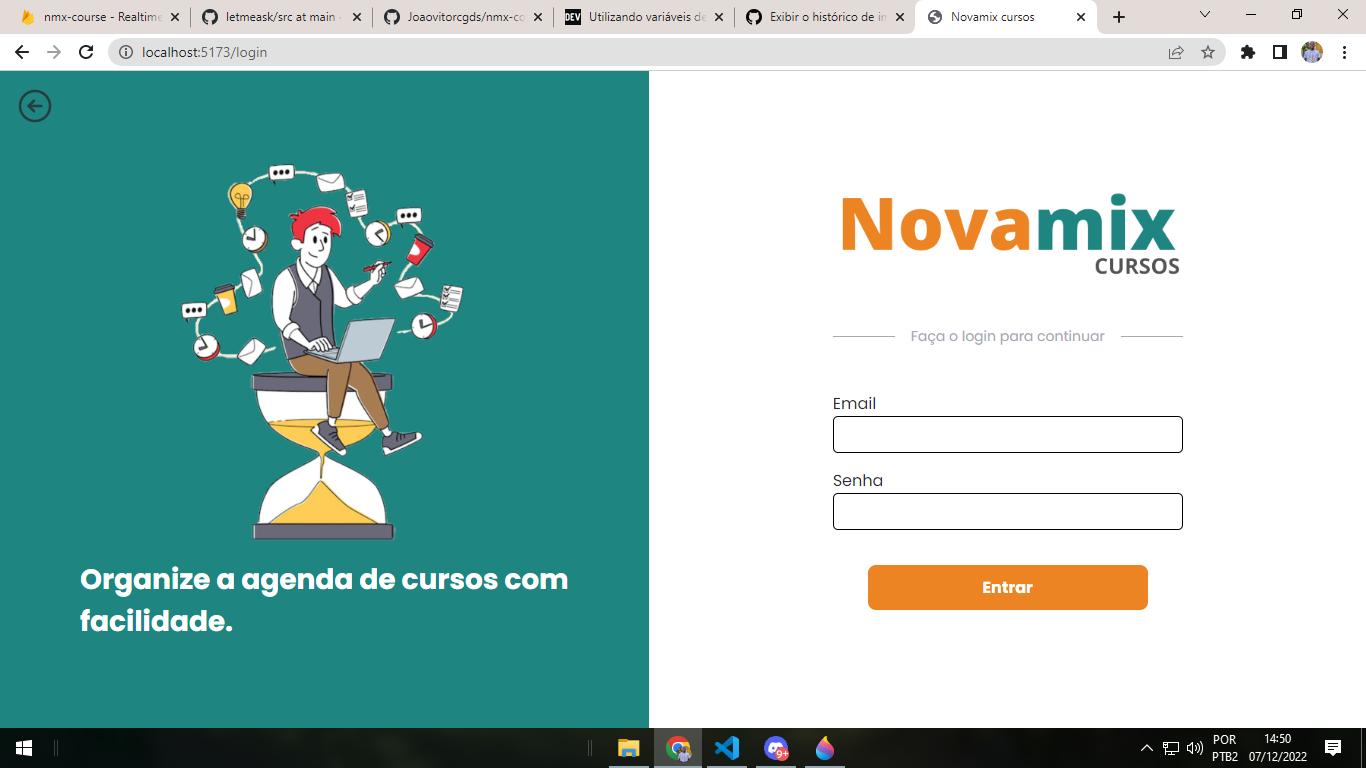 nmx-course - Realtime
letmeask/src at main ·
Joaovitorcgds/nmx-co
DEV
Utilizando variáveis de
Exibir o histórico de in
Novamix cursos
localhost:5173/login
Novamix
CURSOS
Faça o login para continuar
Email
Senha
Entrar
Organize a agenda de cursos com
facilidade.
9+
POR
PTB2
14:50
07/12/2022